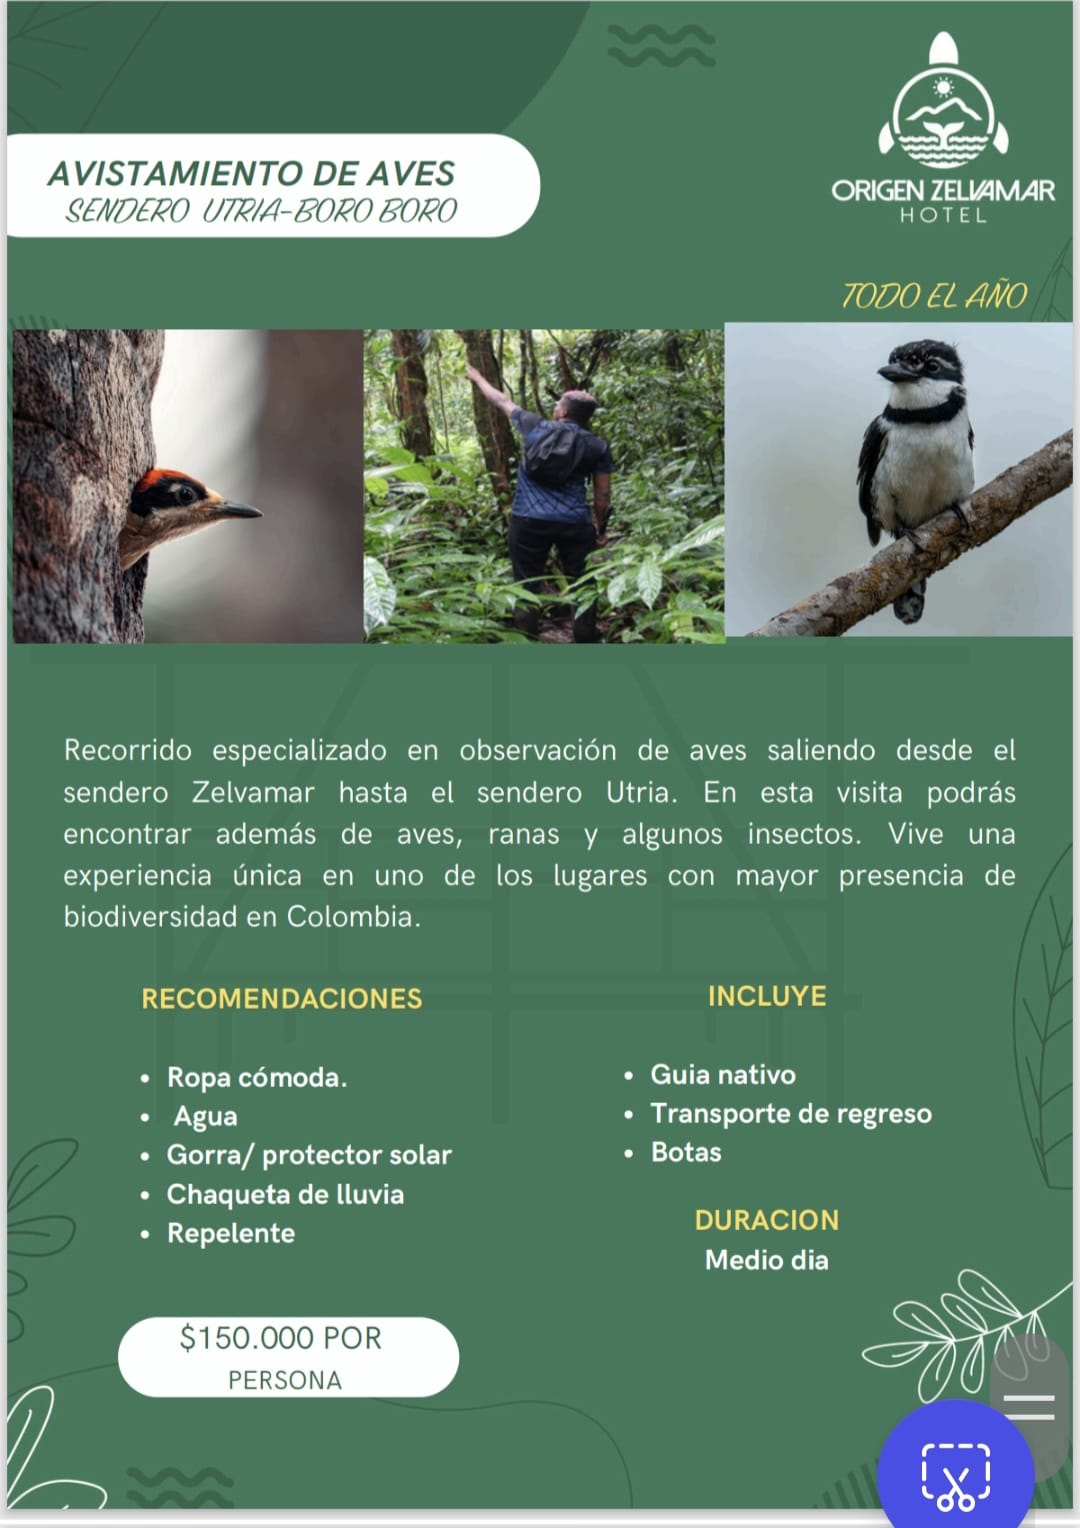 AVISTAMIENTO DE AVES
SENDERO UTRIA-BORO BORO
ORIGEN ZELVAMAR
HOTEL
TODO EL AÑO
Recorrido especializado en observación de aves saliendo desde el
sendero Zelvamar hasta el sendero Utria. En esta visita podrás
encontrar además de aves, ranas y algunos insectos. Vive una
experiencia única en uno de los lugares con mayor presencia de
biodiversidad en Colombia.
RECOMENDACIONES
• Ropa cómoda.
• Agua
• Gorra/ protector solar
• Chaqueta de lluvia
• Repelente
INCLUYE
• Guia nativo
• Transporte de regreso
• Botas
DURACION
Medio dia
$150.000 POR
PERSONA